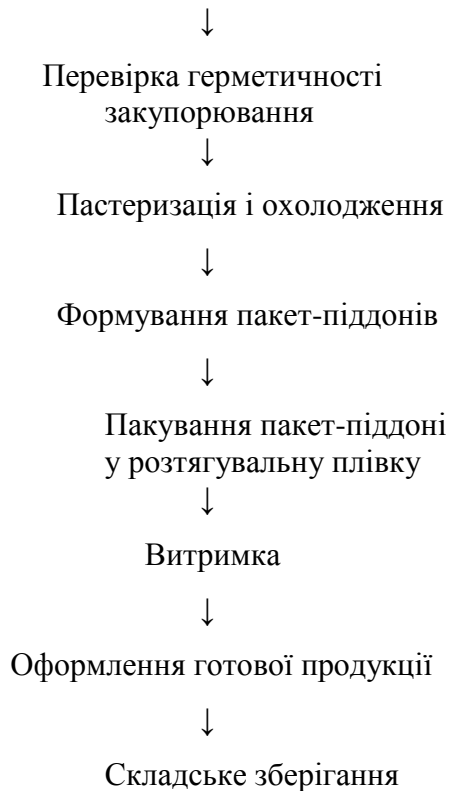 ↓
Перевірка герметичності
закупорювання
↓
Пастеризація і охолодження
↓
Формування пакет-піддонів
↓
Пакування пакет-піддоні
у розтягувальну плівку
↓
Витримка
↓
Оформлення готової продукції
↓
Складське зберігання